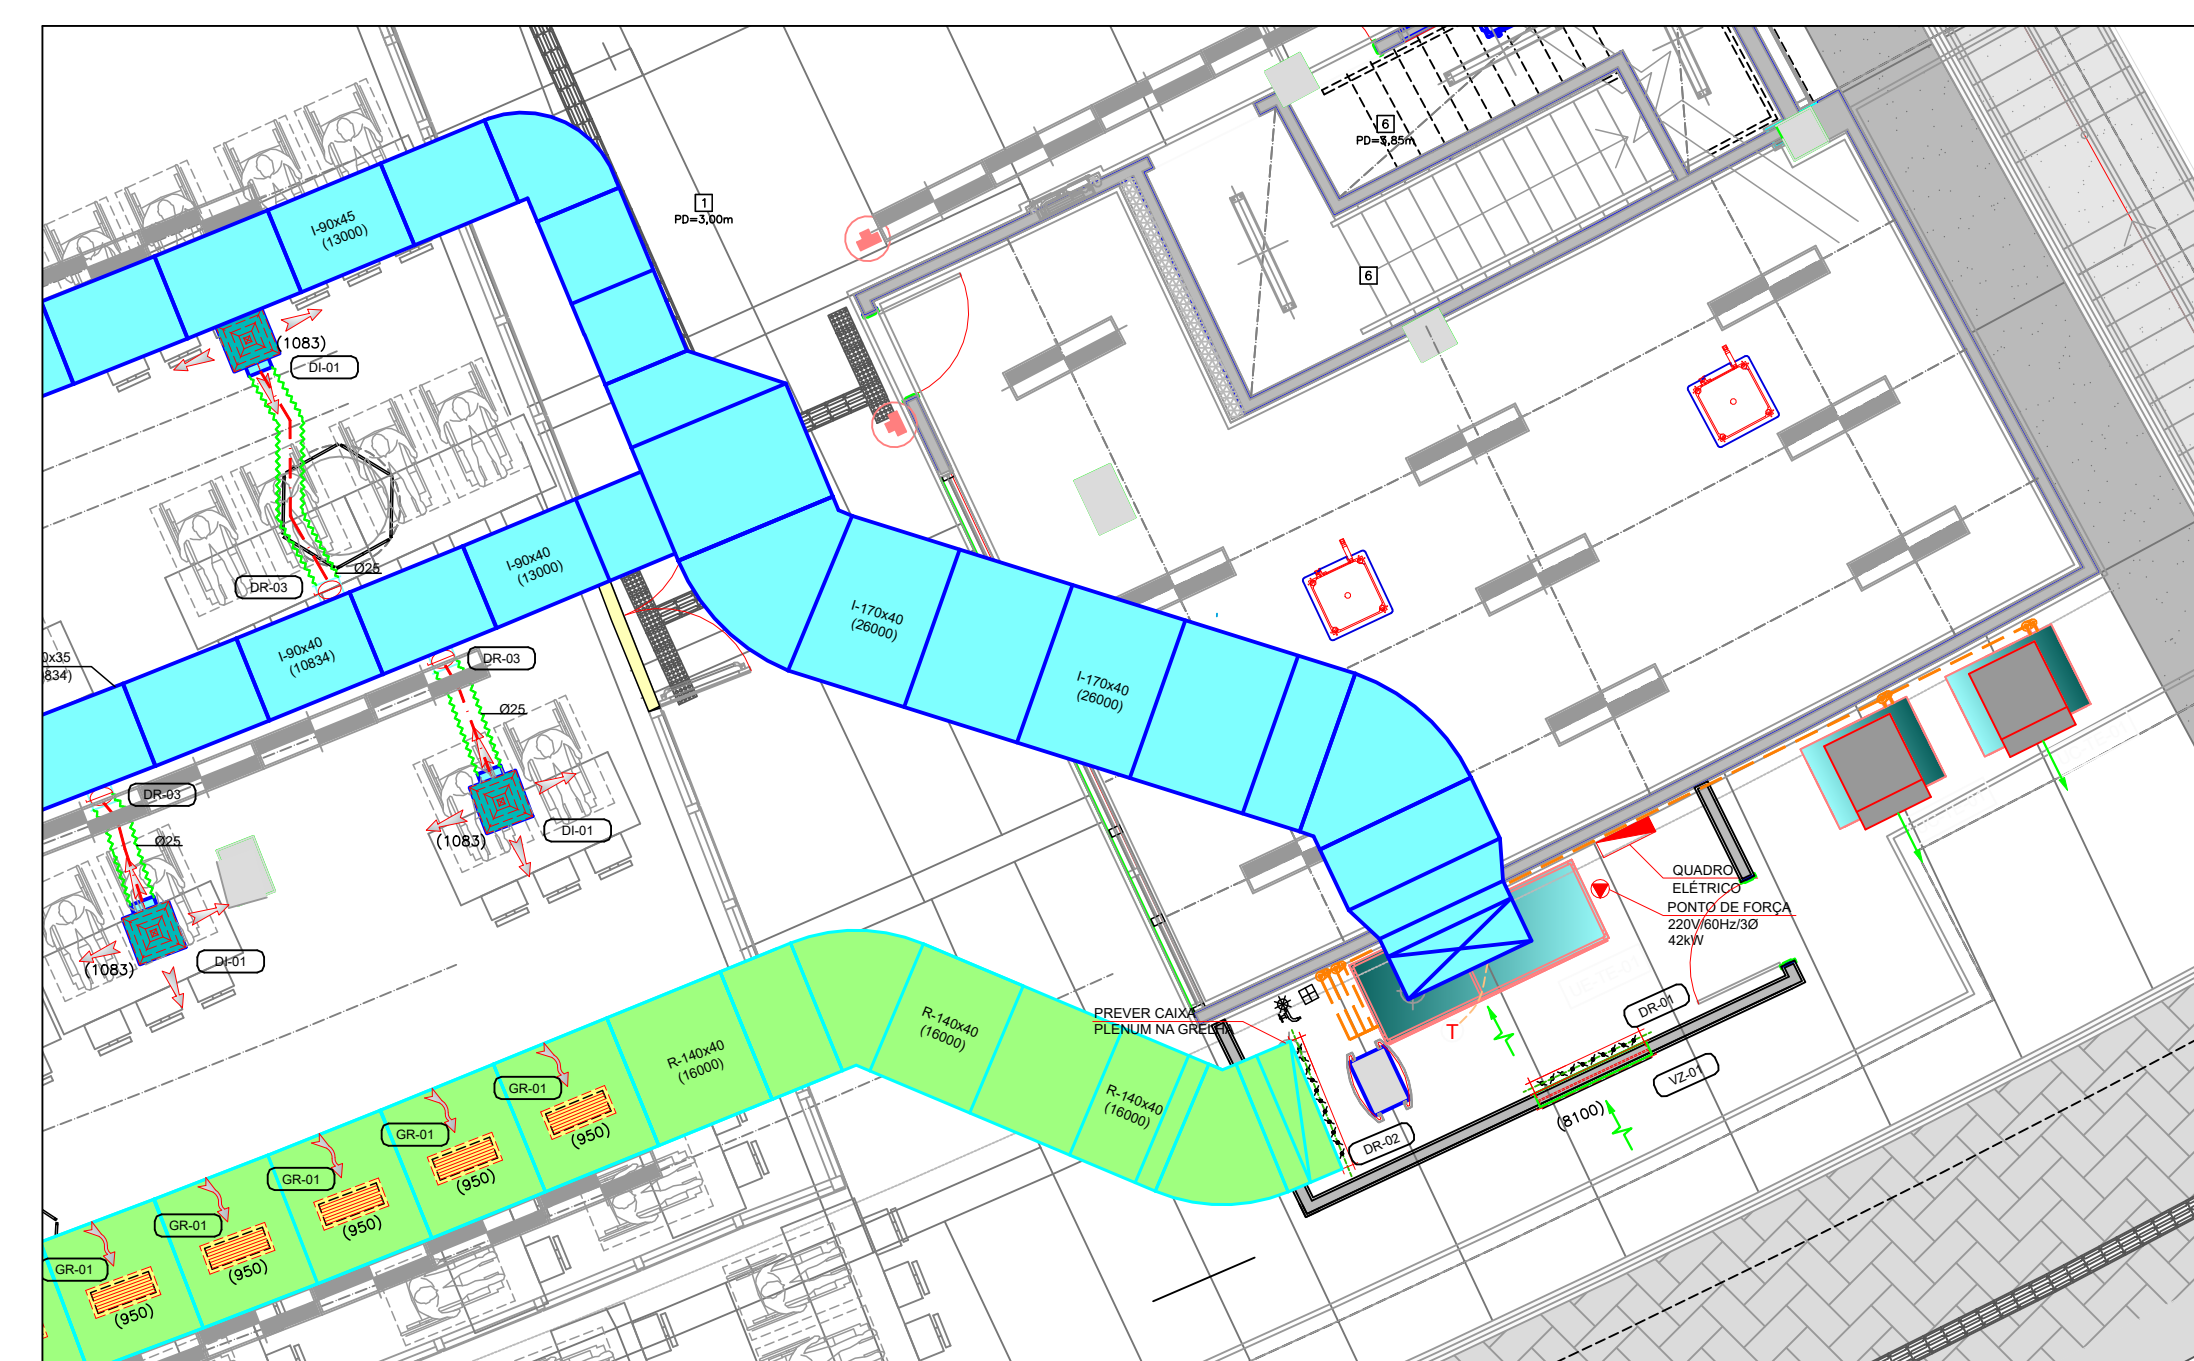 6
PD=3,85m
1
PD=3,00m
6
I-90x45
(13000)
(1083)
DI-01
Ø25
DR-03
I-90x40
(13000)
I-90x40
(10834)
0x35
834)
DR-03
Ø25
DR-03
Ø25
(1083)
DI-01
(1083)
DI-01
I-170x40
(26000)
I-170x40
(26000)
QUADRO
ELÉTRICO
PONTO DE FORÇA
220V/60Hz/3Ø
42kW
PREVER CAIXA
PLENUM NA GRELHA
T
DR-01
VZ-01
(8100)
DR-02
R-140x40
(16000)
R-140x40
(16000)
R-140x40
(16000)
GR-01
(950)
GR-01
(950)
GR-01
(950)
GR-01
(950)
GR-01
(950)